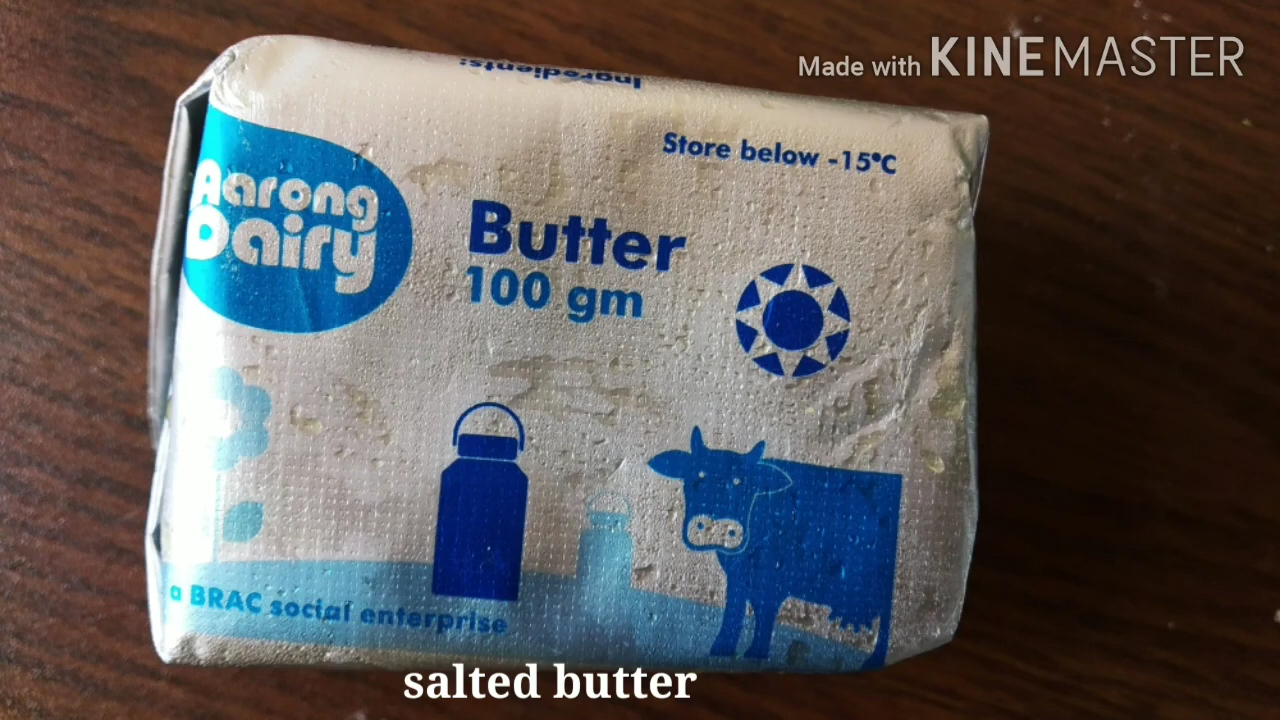 Made with KINEMASTER
Ingredients:
Store below -15°C
Aarong
Dairy
Butter
100 gm
a BRAC social enterprise
salted butter